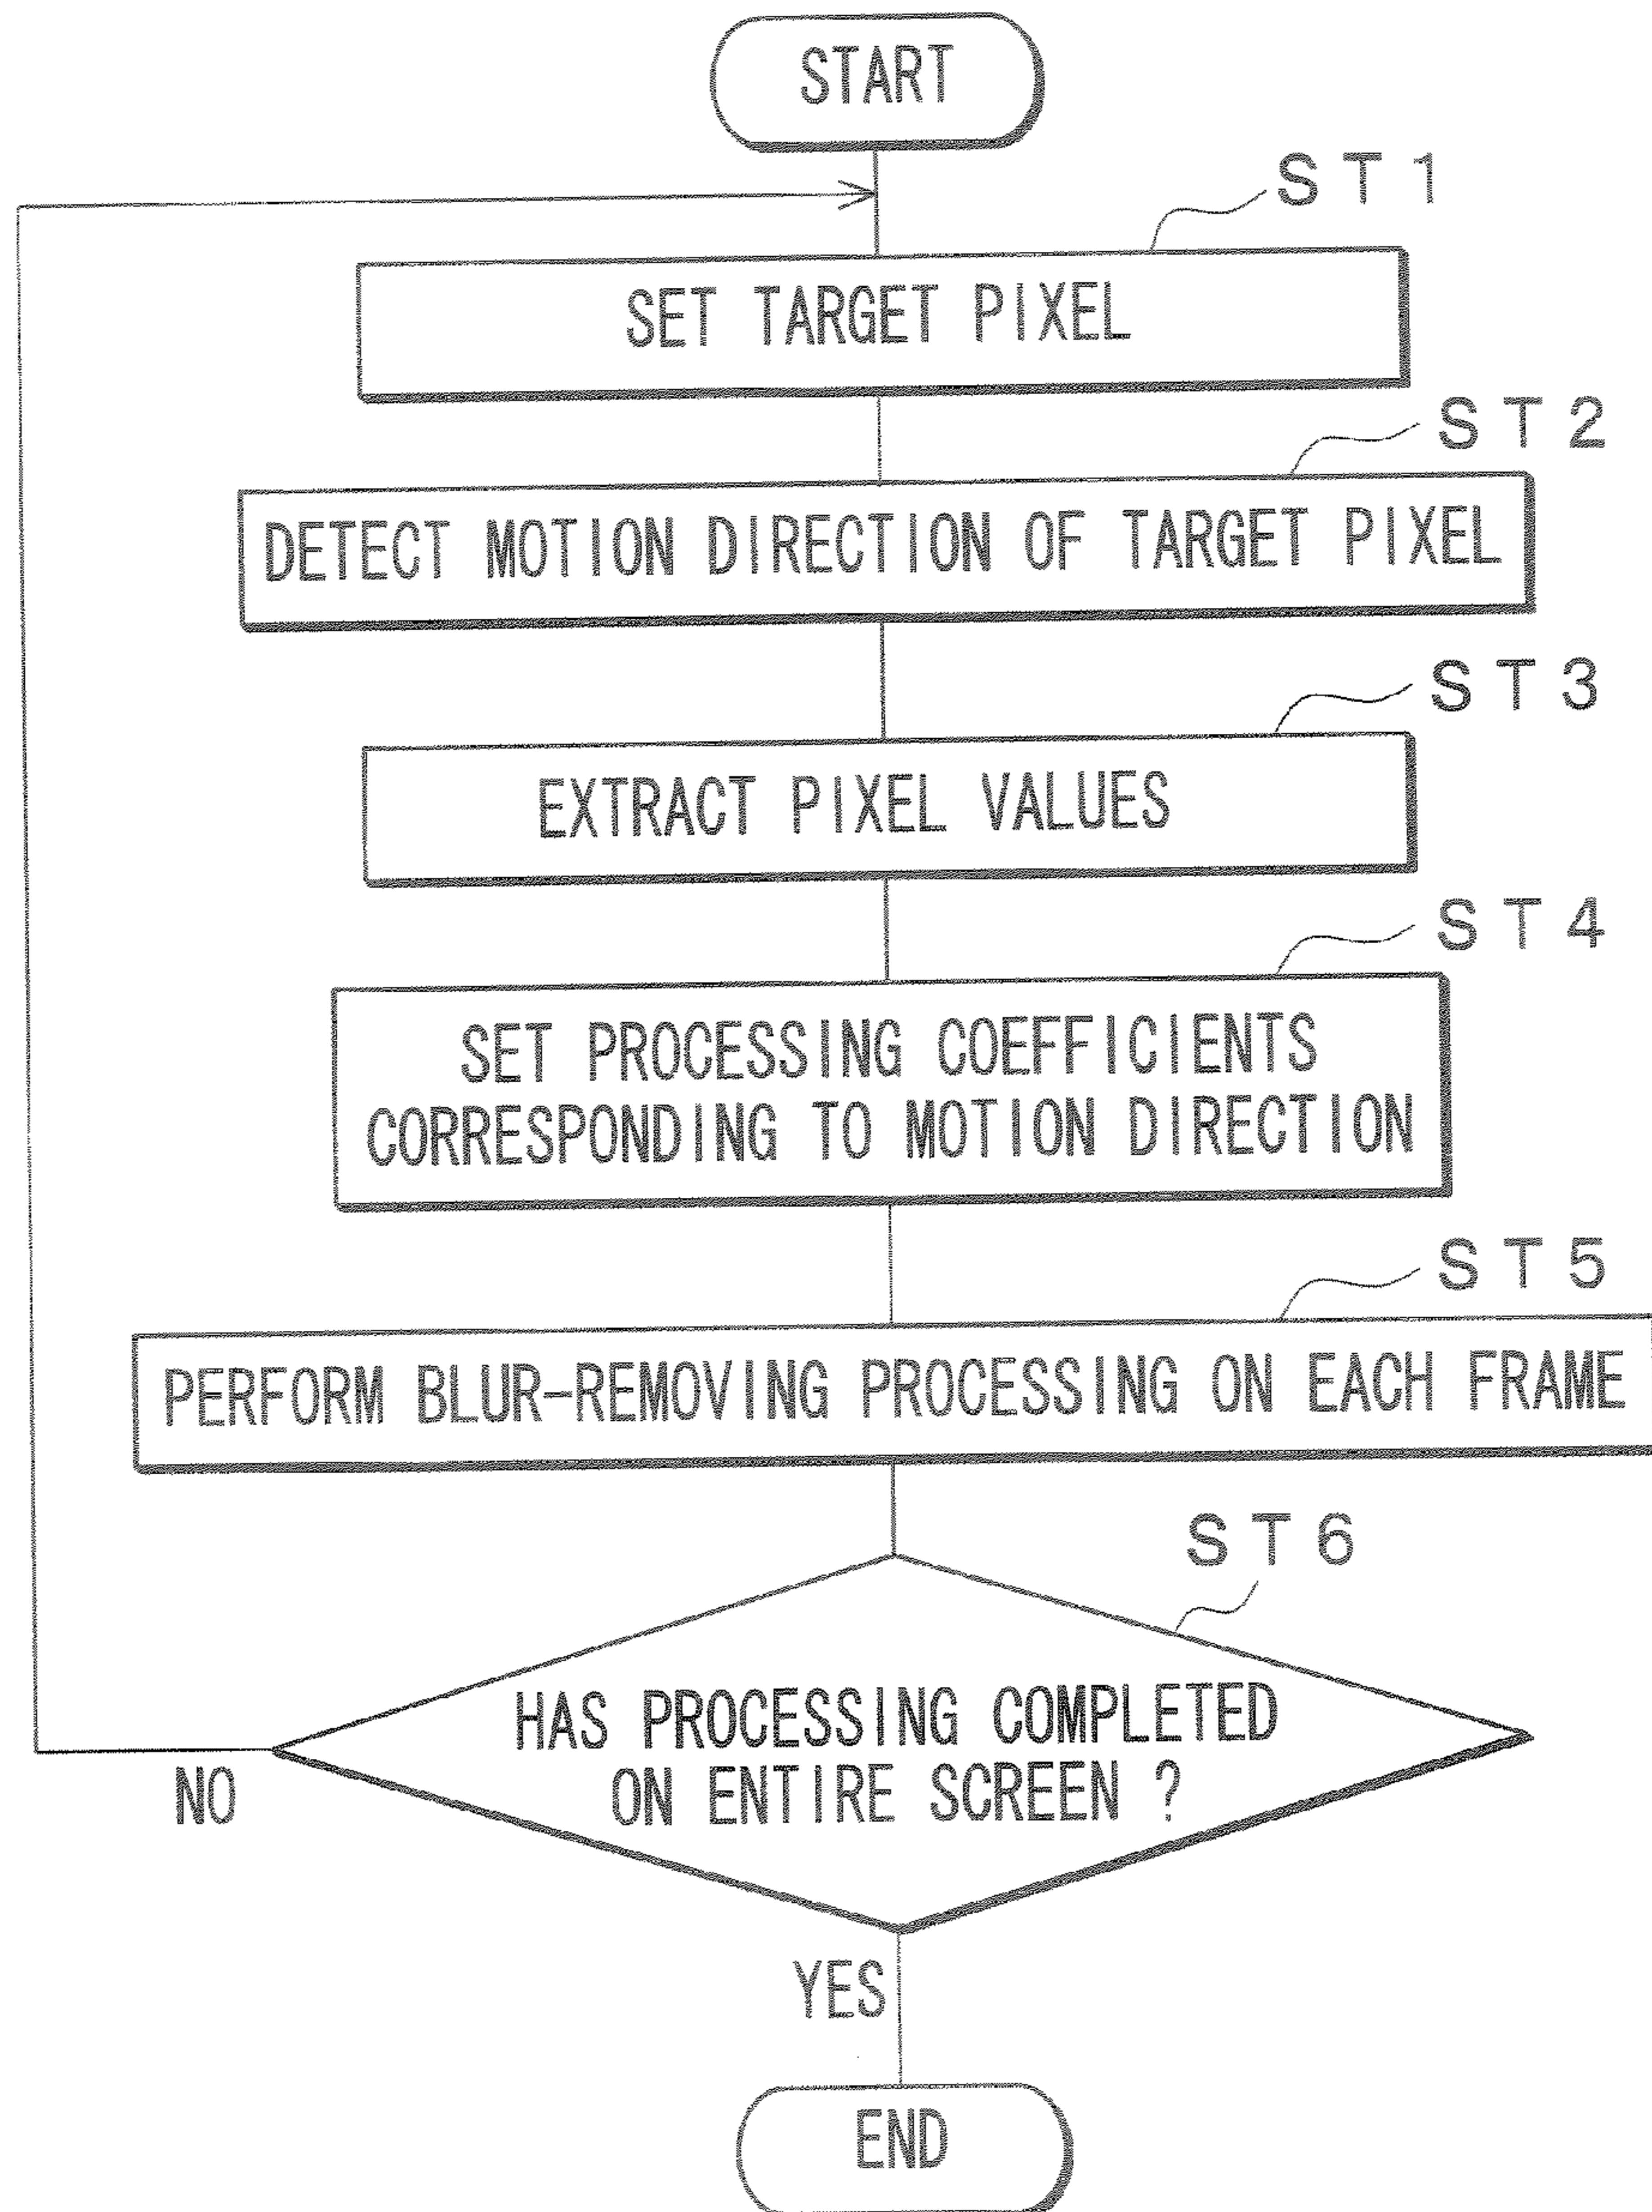 START
ST1
SET TARGET PIXEL
ST2
DETECT MOTION DIRECTION OF TARGET PIXEL
ST3
EXTRACT PIXEL VALUES
ST4
SET PROCESSING COEFFICIENTS
CORRESPONDING TO MOTION DIRECTION
ST5
PERFORM BLUR-REMOVING PROCESSING ON EACH FRAME
ST6
HAS PROCESSING COMPLETED
ON ENTIRE SCREEN ?
NO
YES
END